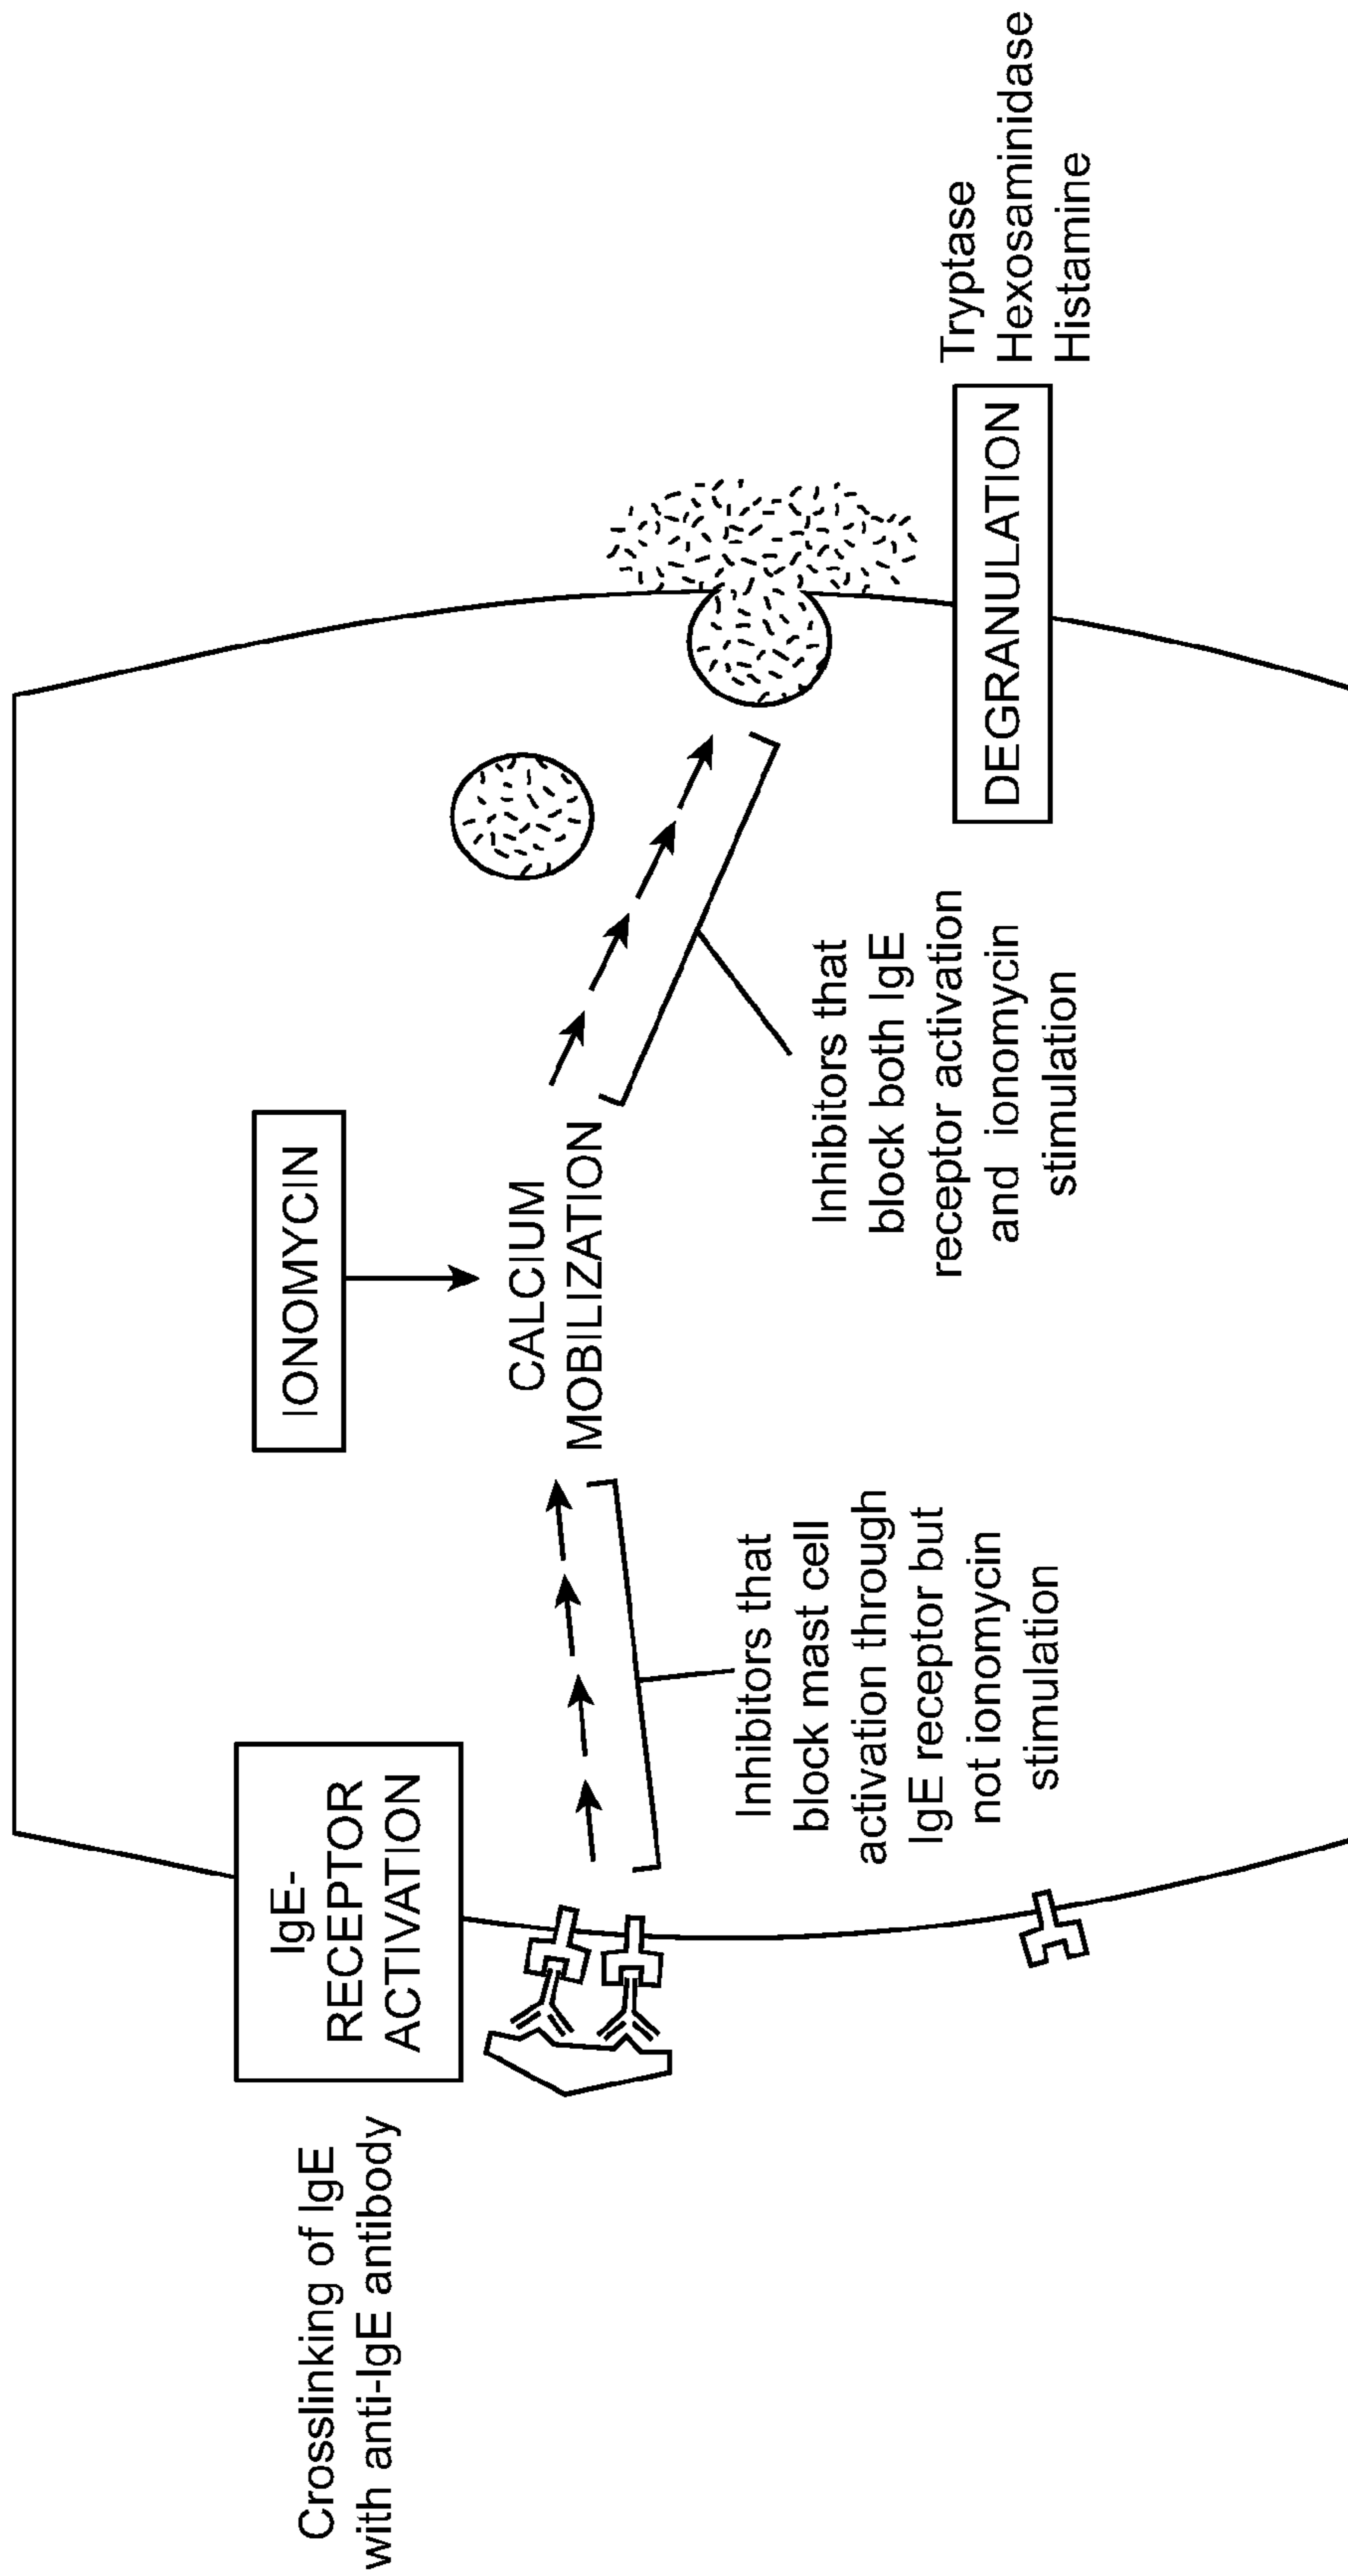 Crosslinking of IgE
with anti-IgE antibody
IgE-
RECEPTOR
ACTIVATION
IONOMYCIN
CALCIUM
MOBILIZATION
Inhibitors that
block mast cell
activation through
IgE receptor but
not ionomycin
stimulation
Inhibitors that
block both IgE
receptor activation
and ionomycin
stimulation
DEGRANULATION
Tryptase
Hexosaminidase
Histamine